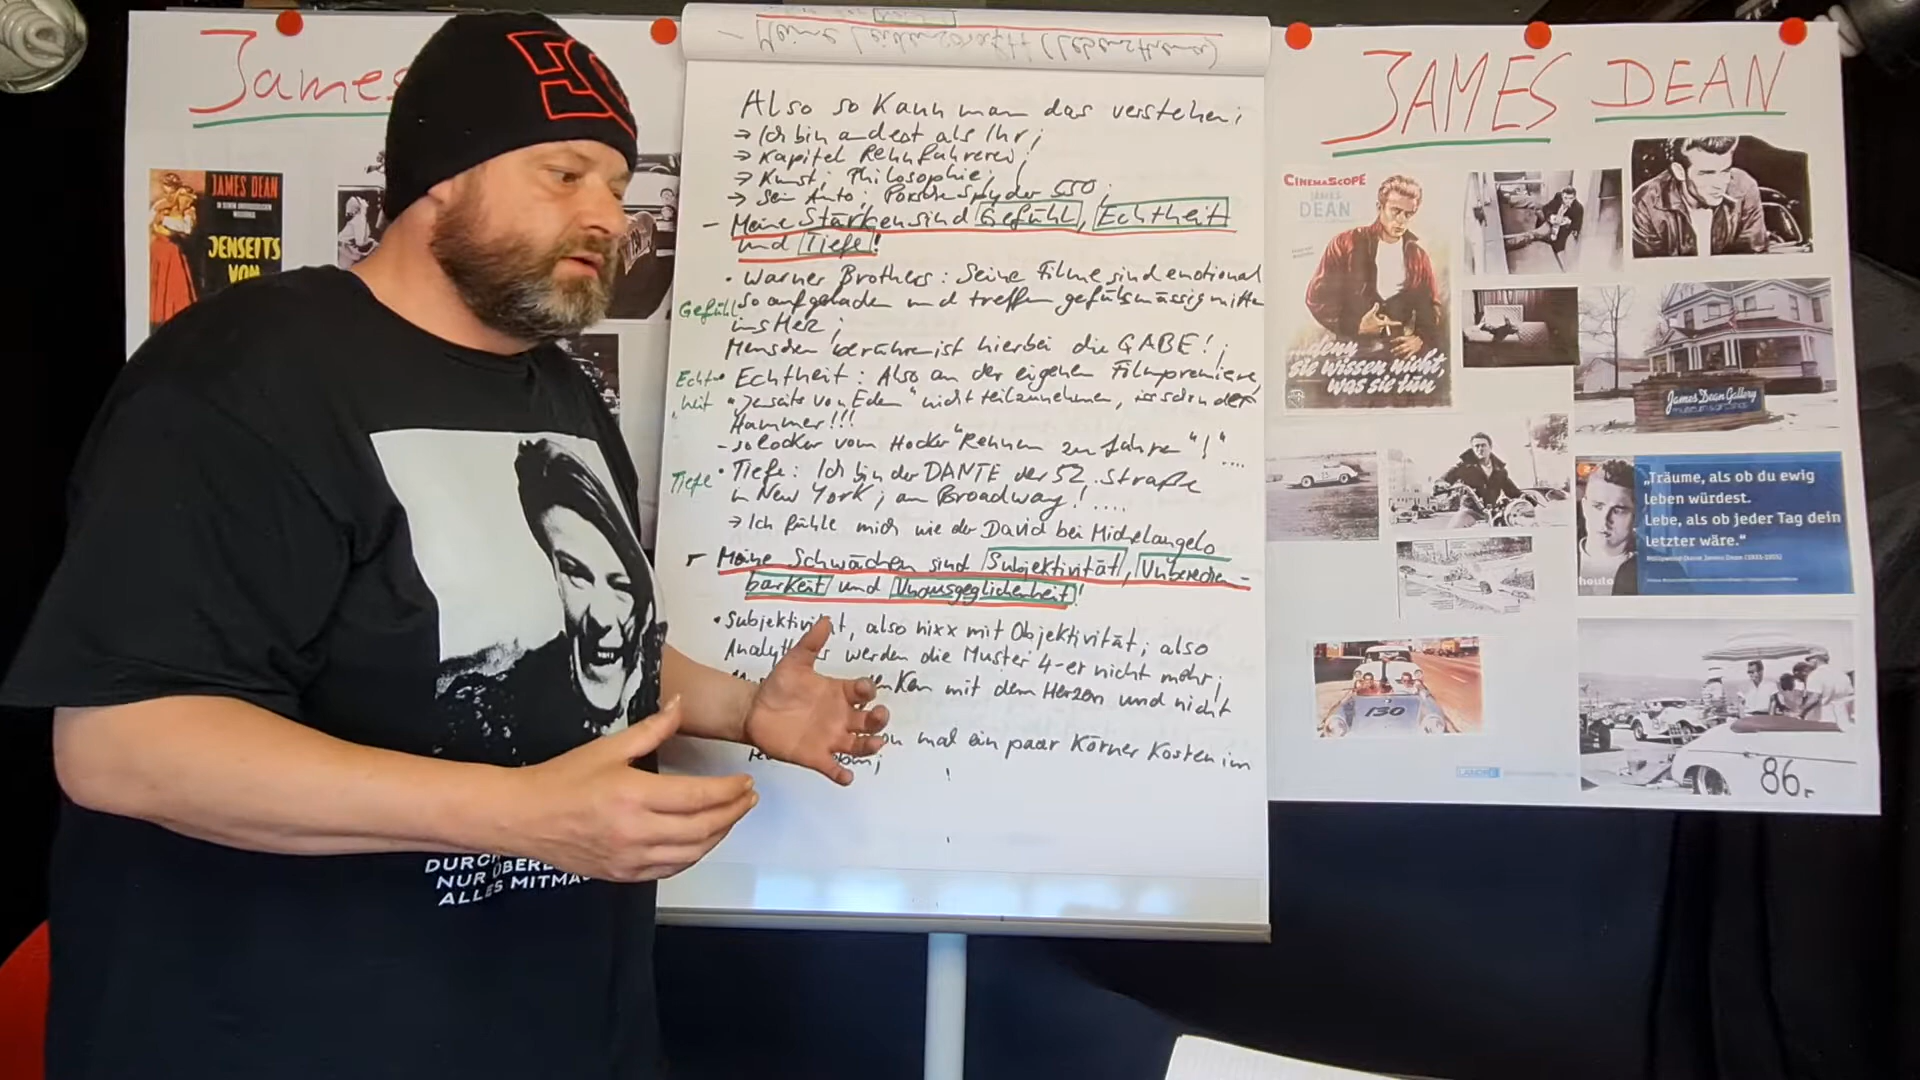 James
JAMES DEAN
JENSEITS
VON
DC
DURCH
NUR ÜBERL
ALLES MITMA
Also so kann man das verstehen;
→ Ich bin anders als Ihr;
→ Kapitel Rennfahrerei;
→ Kunst; Philosophie;
→ Sein Auto: Porsche Spyder 550;
– Meine Stärken sind Gefühl, Echtheit
und Tiefe!
• Warner Brothers: Seine Filme sind emotional
Gefühl so aufgeladen und treffen gefülsmässig mitten
ins Herz;
Menschen berühren ist hierbei die GABE!;
Echt- • Echtheit: Also an der eigenen Filmpremiere,
heit "Jenseits von Eden" nicht teilzunehmen, ist schon der
Hammer!!!
– so locker vom Hocker "Rennen zu fahren"!"....
Tiefe • Tiefe: Ich bin der DANTE der 52. Straße
in New York; am Broadway!....
→ Ich fühle mich wie der David bei Michelangelo
– Meine Schwächen sind Subjektivität, Unberechen-
barkeit und Unausgeglichenheit!
• Subjektivität, also nixx mit Objektivität; also
werden die Muster 4-er nicht mehr;
mit dem Herzen und nicht
mal ein paar Körner Kosten im
JAMES DEAN
CINEMASCOPE
JAMES
DEAN
...denn
sie wissen nicht,
was sie tun
James Dean Gallery
„Träume, als ob du ewig
leben würdest.
Lebe, als ob jeder Tag dein
Letzter wäre.“
heute
130
86